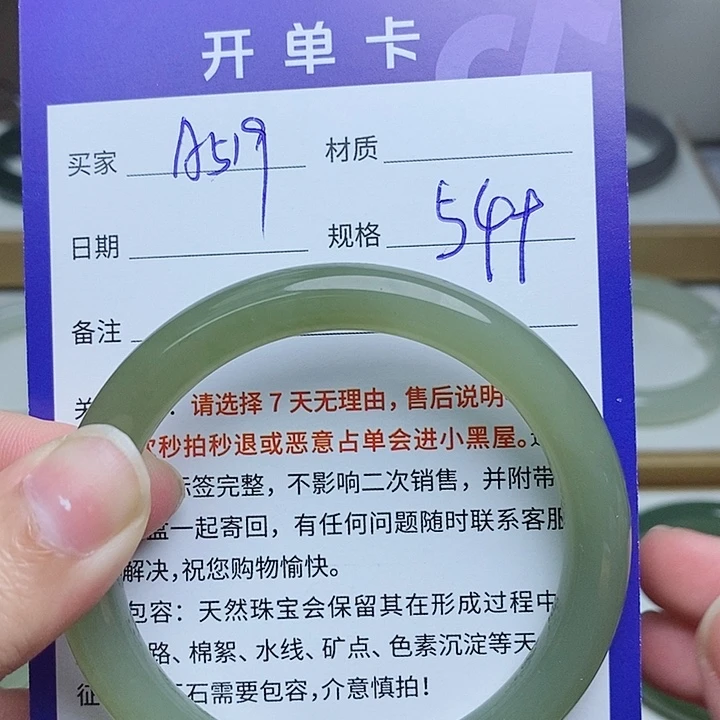 开单卡
买家 A519 材质
日期 规格 544
备注
关 : 请选择7天无理由,售后说明
秒拍秒退或恶意占单会进小黑屋。
签完整,不影响二次销售,并附带
盒一起寄回,有任何问题随时联系客服
解决,祝您购物愉快。
包容:天然珠宝会保留其在形成过程中
路、棉絮、水线、矿点、色素沉淀等天
征 石需要包容,介意慎拍!